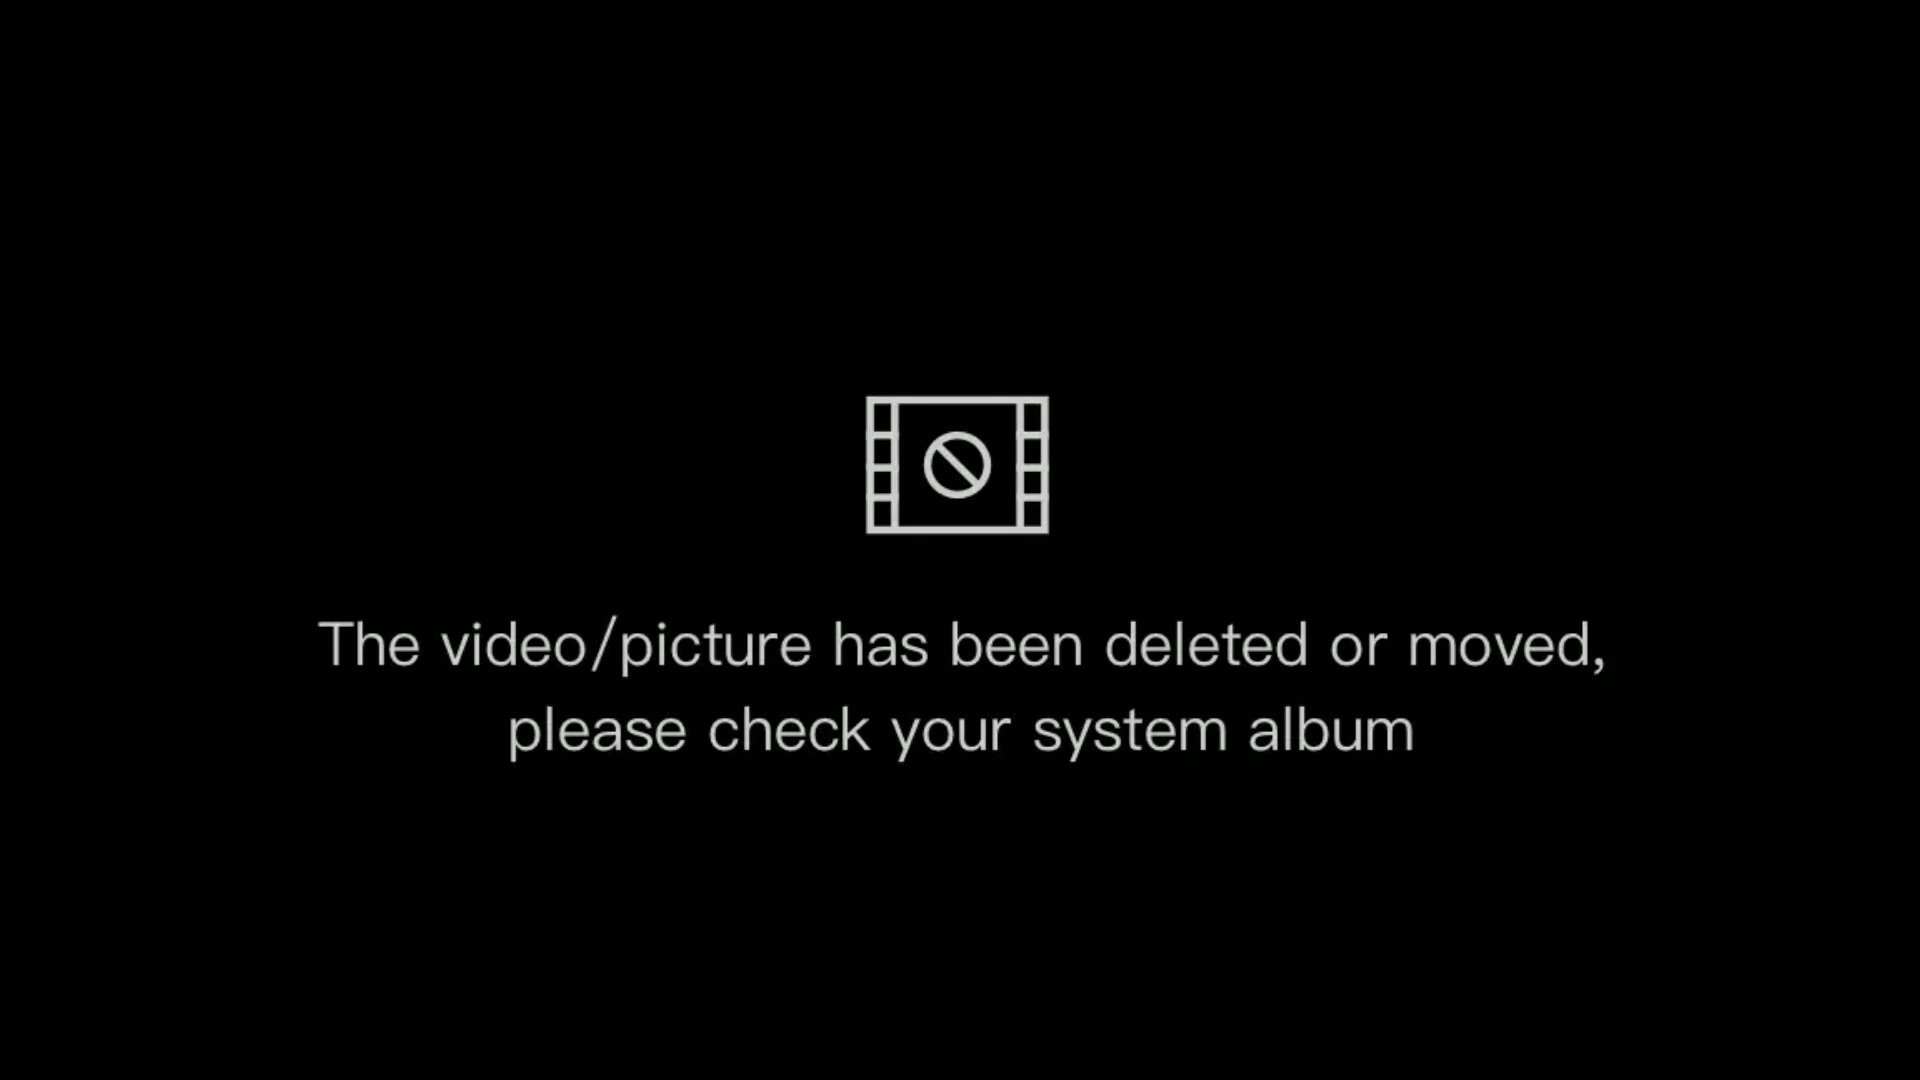 The video/picture has been deleted or moved,
please check your system album